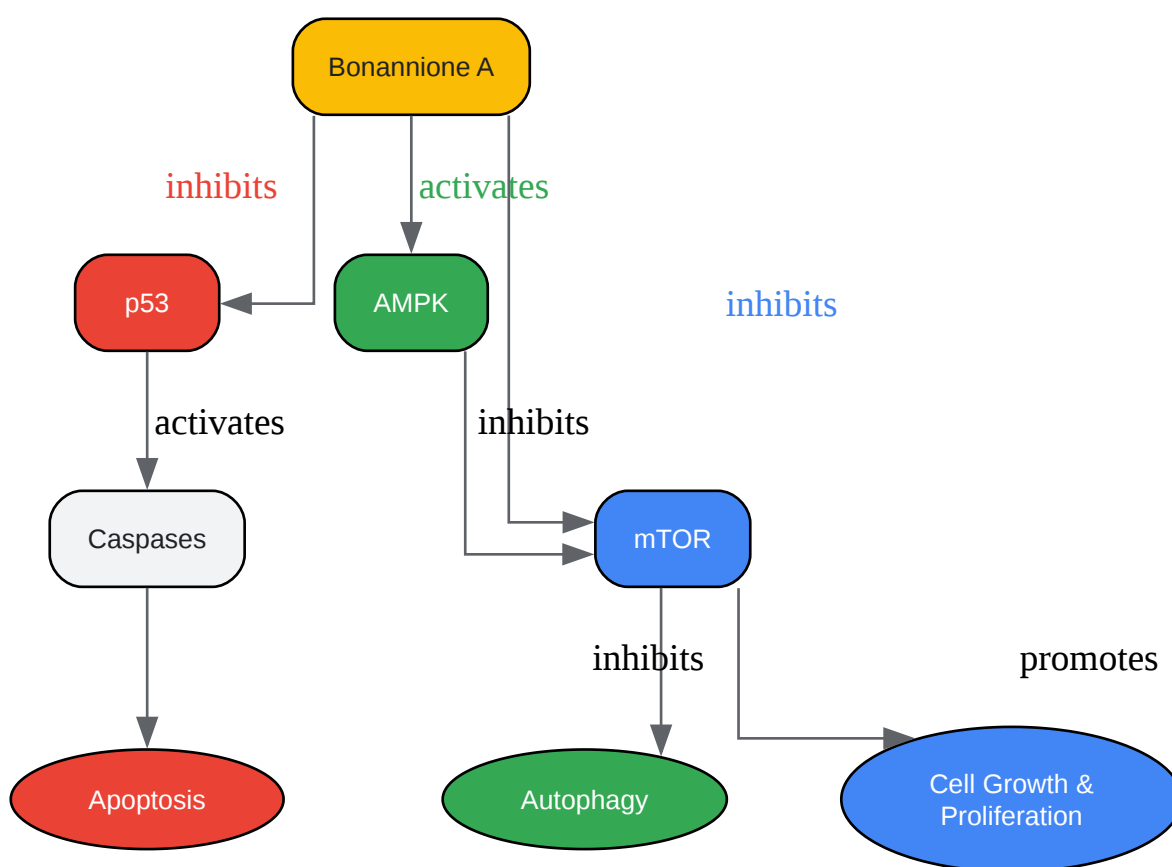 Bonannione A
inhibits
activates
p53
AMPK
inhibits
activates
inhibits
Caspases
mTOR
inhibits
promotes
Apoptosis
Autophagy
Cell Growth &
Proliferation